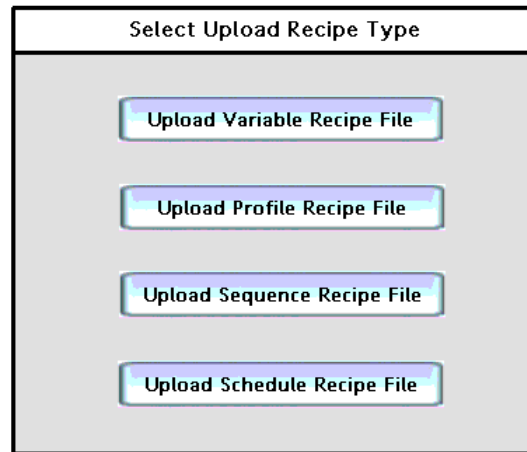 Select Upload Recipe Type
Upload Variable Recipe File
Upload Profile Recipe File
Upload Sequence Recipe File
Upload Schedule Recipe File